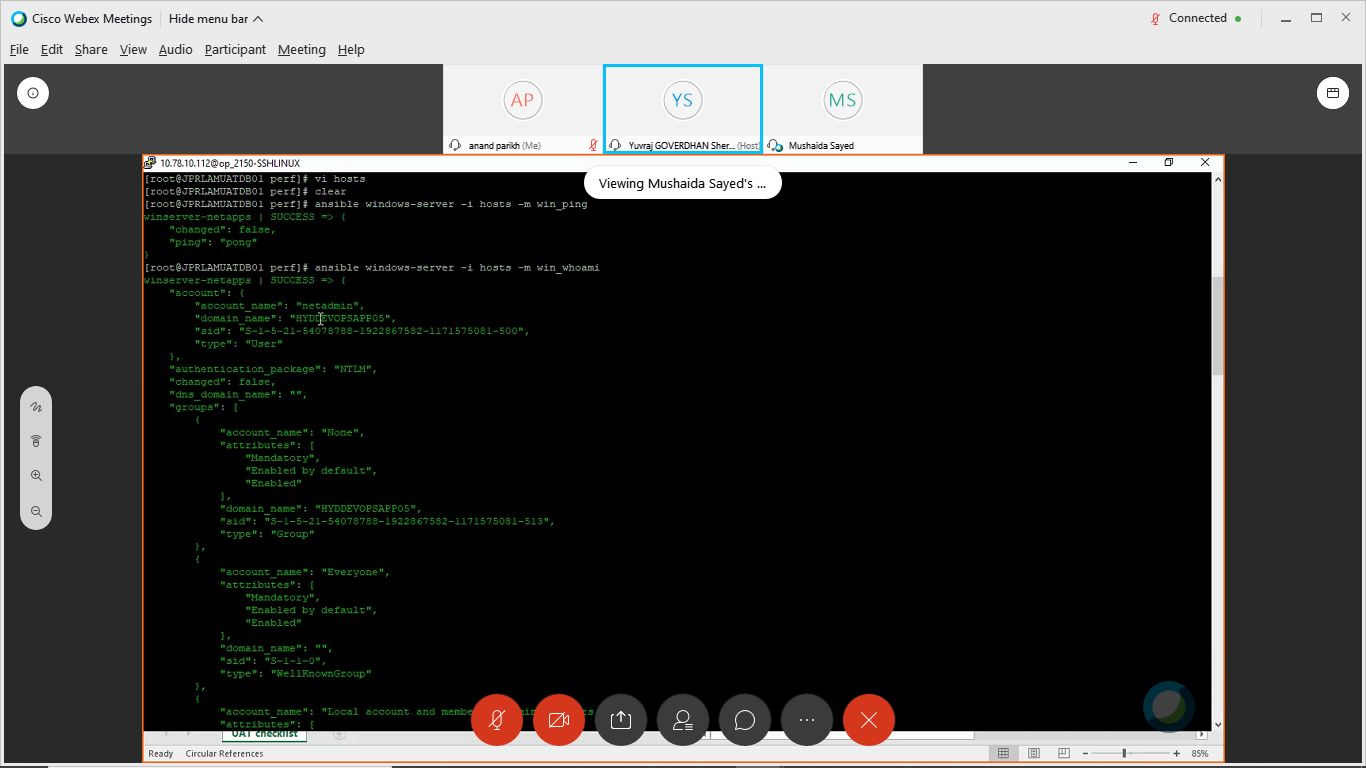 Cisco Webex Meetings
Hide menu bar
Connected
File Edit Share View Audio Participant Meeting Help
AP
YS
MS
anand parikh (Me)
Yuvraj GOVERDHAN Sher... (Host)
Mushaida Sayed
10.78.10.112@op_2150-SSHLINUX
Viewing Mushaida Sayed's ...
[root@JPRLAMUATDB01 perf]# vi hosts
[root@JPRLAMUATDB01 perf]# clear
[root@JPRLAMUATDB01 perf]# ansible windows-server -i hosts -m win_ping
winserver-netapps | SUCCESS => {
"changed": false,
"ping": "pong"
}
[root@JPRLAMUATDB01 perf]# ansible windows-server -i hosts -m win_whoami
winserver-netapps | SUCCESS => {
"account": {
"account_name": "netadmin",
"domain_name": "HYDDEVOPSAPP05",
"sid": "S-1-5-21-54078788-1922867582-1171575081-500",
"type": "User"
},
"authentication_package": "NTLM",
"changed": false,
"dns_domain_name": "",
"groups": [
{
"account_name": "None",
"attributes": [
"Mandatory",
"Enabled by default",
"Enabled"
],
"domain_name": "HYDDEVOPSAPP05",
"sid": "S-1-5-21-54078788-1922867582-1171575081-513",
"type": "Group"
},
{
"account_name": "Everyone",
"attributes": [
"Mandatory",
"Enabled by default",
"Enabled"
],
"domain_name": "",
"sid": "S-1-1-0",
"type": "WellKnownGroup"
},
{
"account_name": "Local account and
"attributes": [
UAT checklist
Ready Circular References
85%